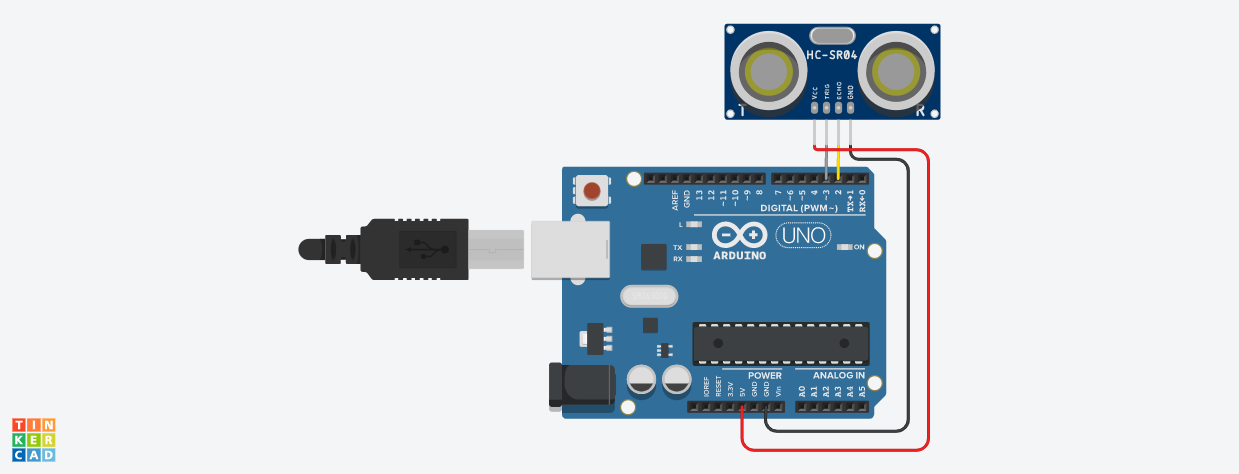 HC-SR04
VCC
TRIG
ECHO
GND
T
R
AREF
GND
13
12
~11
~10
~9
8
7
~6
~5
4
~3
2
TX→1
RX←0
DIGITAL (PWM~)
L
TX
RX
UNO
ON
ARDUINO
POWER
ANALOG IN
IOREF
RESET
3.3V
5V
GND
GND
Vin
A0
A1
A2
A3
A4
A5
TIN
KER
CAD